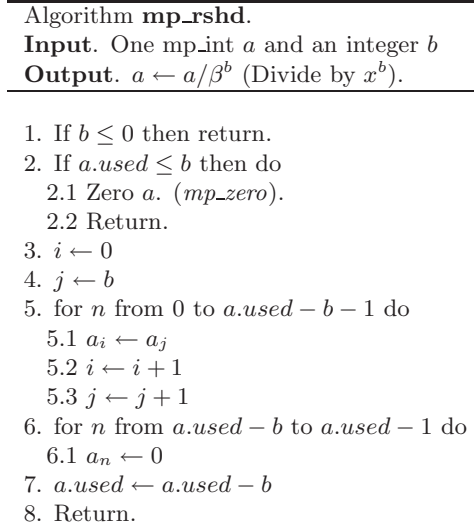 Algorithm mp_rshd.
Input. One mp_int a and an integer b
Output. a ← a/β^b (Divide by x^b).
1. If b ≤ 0 then return.
2. If a.used ≤ b then do
2.1 Zero a. (mp_zero).
2.2 Return.
3. i ← 0
4. j ← b
5. for n from 0 to a.used − b − 1 do
5.1 a_i ← a_j
5.2 i ← i + 1
5.3 j ← j + 1
6. for n from a.used − b to a.used − 1 do
6.1 a_n ← 0
7. a.used ← a.used − b
8. Return.